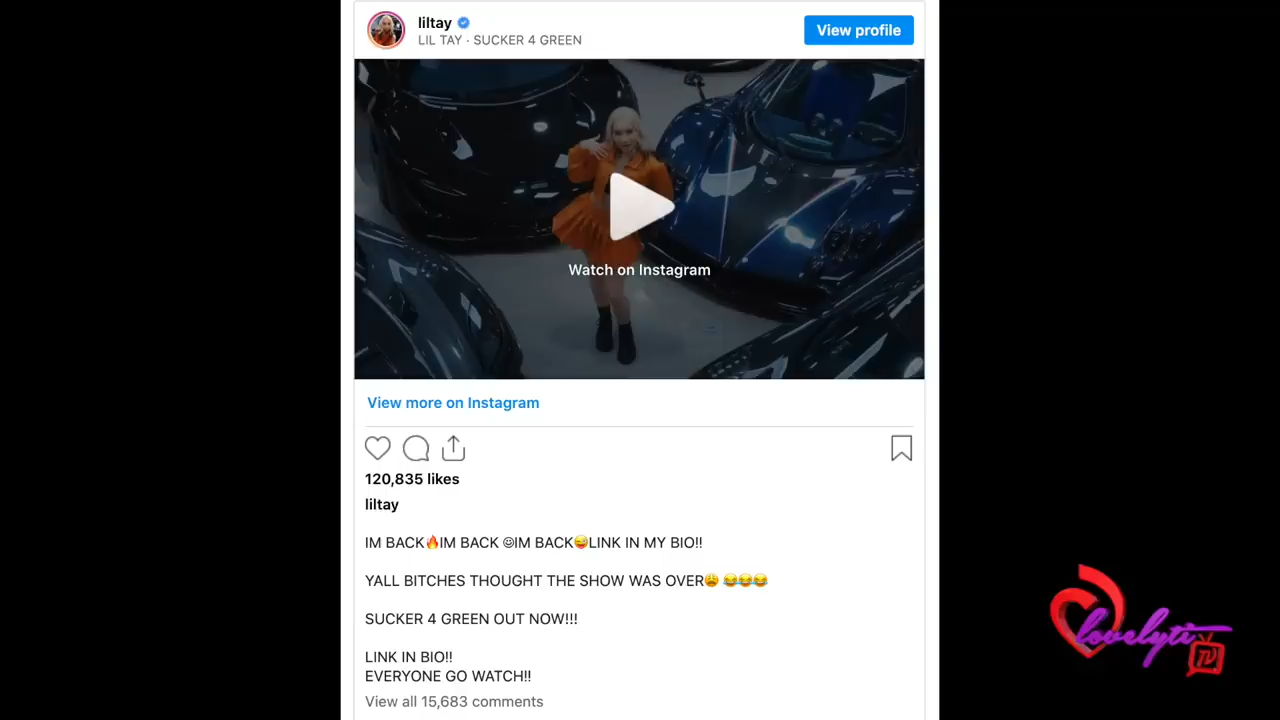 liltay
LIL TAY · SUCKER 4 GREEN
View profile
Watch on Instagram
View more on Instagram
120,835 likes
liltay
IM BACK🔥IM BACK ☺IM BACK😜LINK IN MY BIO!!
YALL BITCHES THOUGHT THE SHOW WAS OVER😩 😂😂😂
SUCKER 4 GREEN OUT NOW!!!
LINK IN BIO!!
EVERYONE GO WATCH!!
View all 15,683 comments
lovelyti
TV